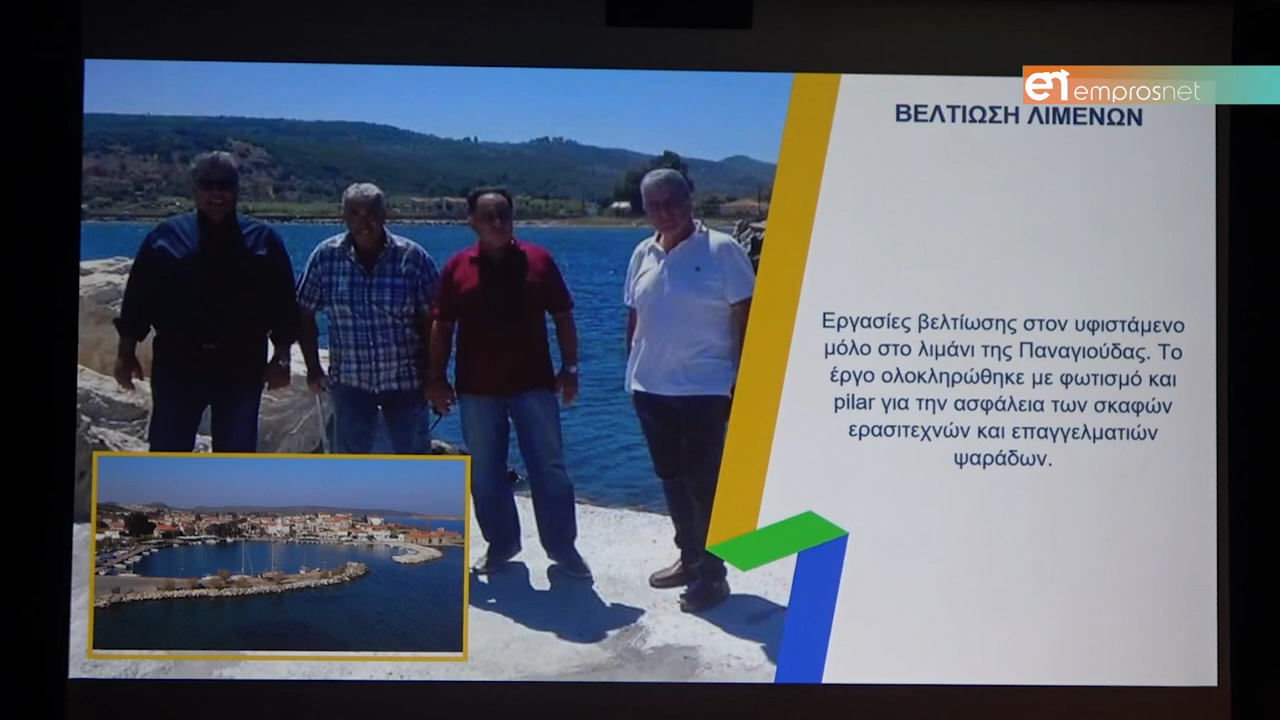 en emprosnet
ΒΕΛΤΙΩΣΗ ΛΙΜΕΝΩΝ
Εργασίες βελτίωσης στον υφιστάμενο
μόλο στο λιμάνι της Παναγιούδας. Το
έργο ολοκληρώθηκε με φωτισμό και
pilar για την ασφάλεια των σκαφών
ερασιτεχνών και επαγγελματιών
ψαράδων.